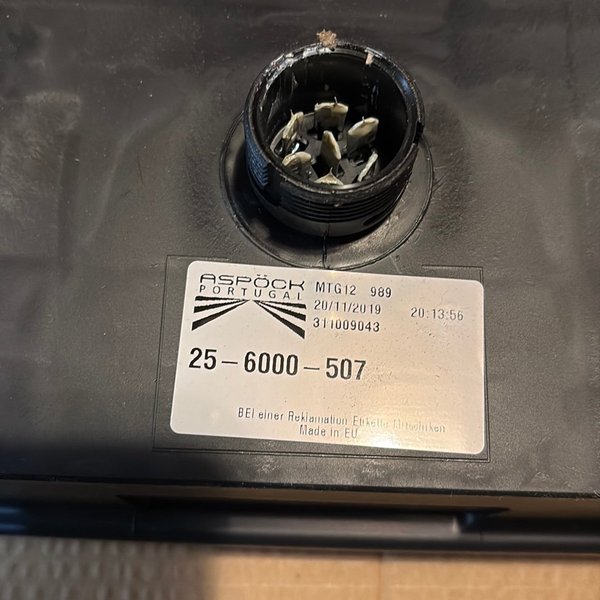 ASPÖCK
PORTUGAL
MTG12 989
20/11/2019 20:13:56
311009043
25-6000-507
BEI einer Reklamation Etikette Mitschiken
Made in EU